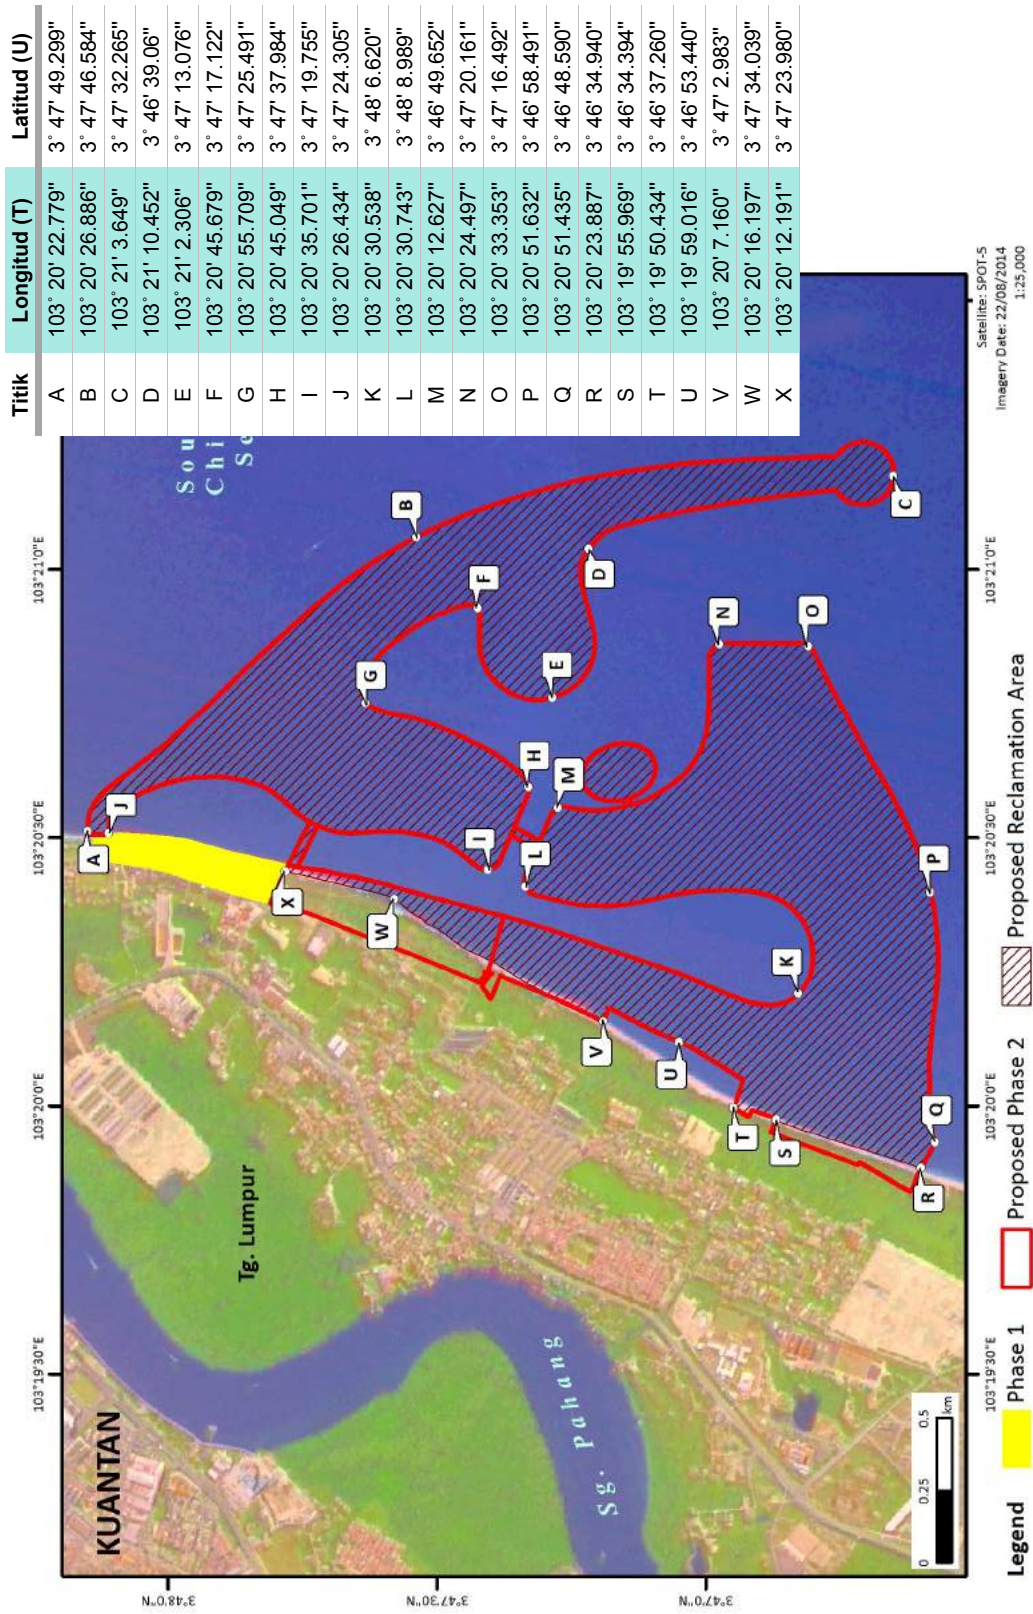 Titik Longitud (T) Latitud (U)
A 103° 20' 22.779" 3° 47' 49.299"
B 103° 20' 26.886" 3° 47' 46.584"
C 103° 21' 3.649" 3° 47' 32.265"
D 103° 21' 10.452" 3° 46' 39.06"
E 103° 21' 2.306" 3° 47' 13.076"
F 103° 20' 45.679" 3° 47' 17.122"
G 103° 20' 55.709" 3° 47' 25.491"
H 103° 20' 45.049" 3° 47' 37.984"
I 103° 20' 35.701" 3° 47' 19.755"
J 103° 20' 26.434" 3° 47' 24.305"
K 103° 20' 30.538" 3° 48' 6.620"
L 103° 20' 30.743" 3° 48' 8.989"
M 103° 20' 12.627" 3° 46' 49.652"
N 103° 20' 24.497" 3° 47' 20.161"
O 103° 20' 33.353" 3° 47' 16.492"
P 103° 20' 51.632" 3° 46' 58.491"
Q 103° 20' 51.435" 3° 46' 48.590"
R 103° 20' 23.887" 3° 46' 34.940"
S 103° 19' 55.969" 3° 46' 34.394"
T 103° 19' 50.434" 3° 46' 37.260"
U 103° 19' 59.016" 3° 46' 53.440"
V 103° 20' 7.160" 3° 47' 2.983"
W 103° 20' 16.197" 3° 47' 34.039"
X 103° 20' 12.191" 3° 47' 23.980"
103°19'30"E
103°20'0"E
103°20'30"E
103°21'0"E
3°48'0"N
3°47'30"N
3°47'0"N
KUANTAN
Tg. Lumpur
Sg. Pahang
Sou
Chi
Se
A
J
X
W
B
G
F
I
H
E
D
L
M
V
U
N
K
T
O
S
C
P
Q
R
0 0.25 0.5
km
103°19'30"E
103°20'0"E
103°21'0"E
Satellite: SPOT-5
Imagery Date: 22/08/2014
1:25,000
Legend
Phase 1
Proposed Phase 2
Proposed Reclamation Area